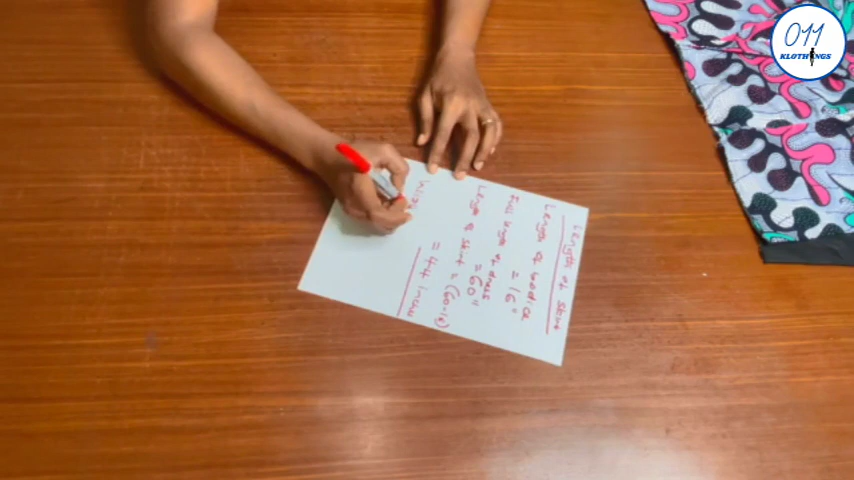 Length of skirt
Length of bodice
= 16"
Full length of dress
= 60"
Length of skirt = (60-16)
= 44 inches
Waist
011
KLOTHINGS